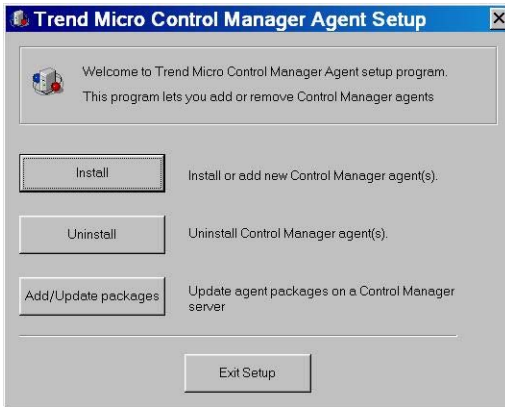 Trend Micro Control Manager Agent Setup
Welcome to Trend Micro Control Manager Agent setup program.
This program lets you add or remove Control Manager agents
Install
Install or add new Control Manager agent(s).
Uninstall
Uninstall Control Manager agent(s).
Add/Update packages
Update agent packages on a Control Manager
server
Exit Setup